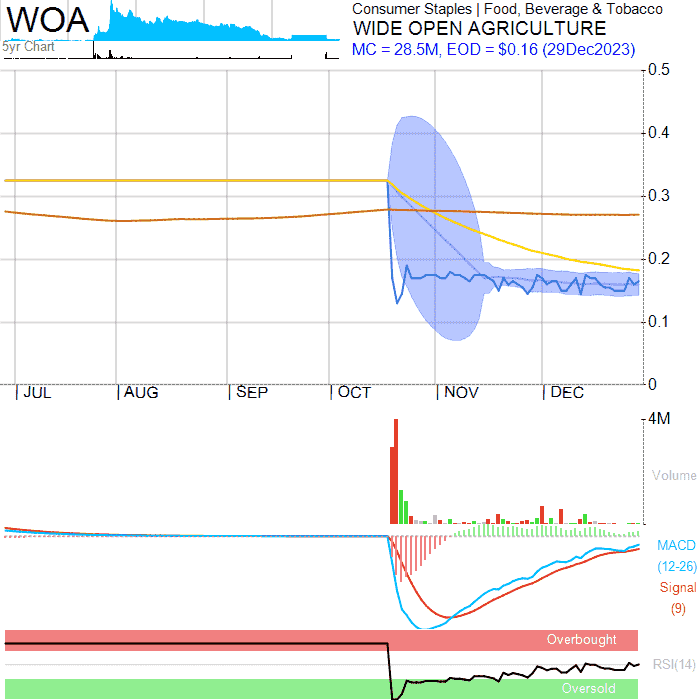 WOA
5yr Chart
Consumer Staples | Food, Beverage & Tobacco
WIDE OPEN AGRICULTURE
MC = 28.5M, EOD = $0.16 (29Dec2023)
0.5
0.4
0.3
0.2
0.1
0
JUL AUG SEP OCT NOV DEC
4M
Volume
MACD
(12-26)
Signal
(9)
Overbought
RSI(14)
Oversold